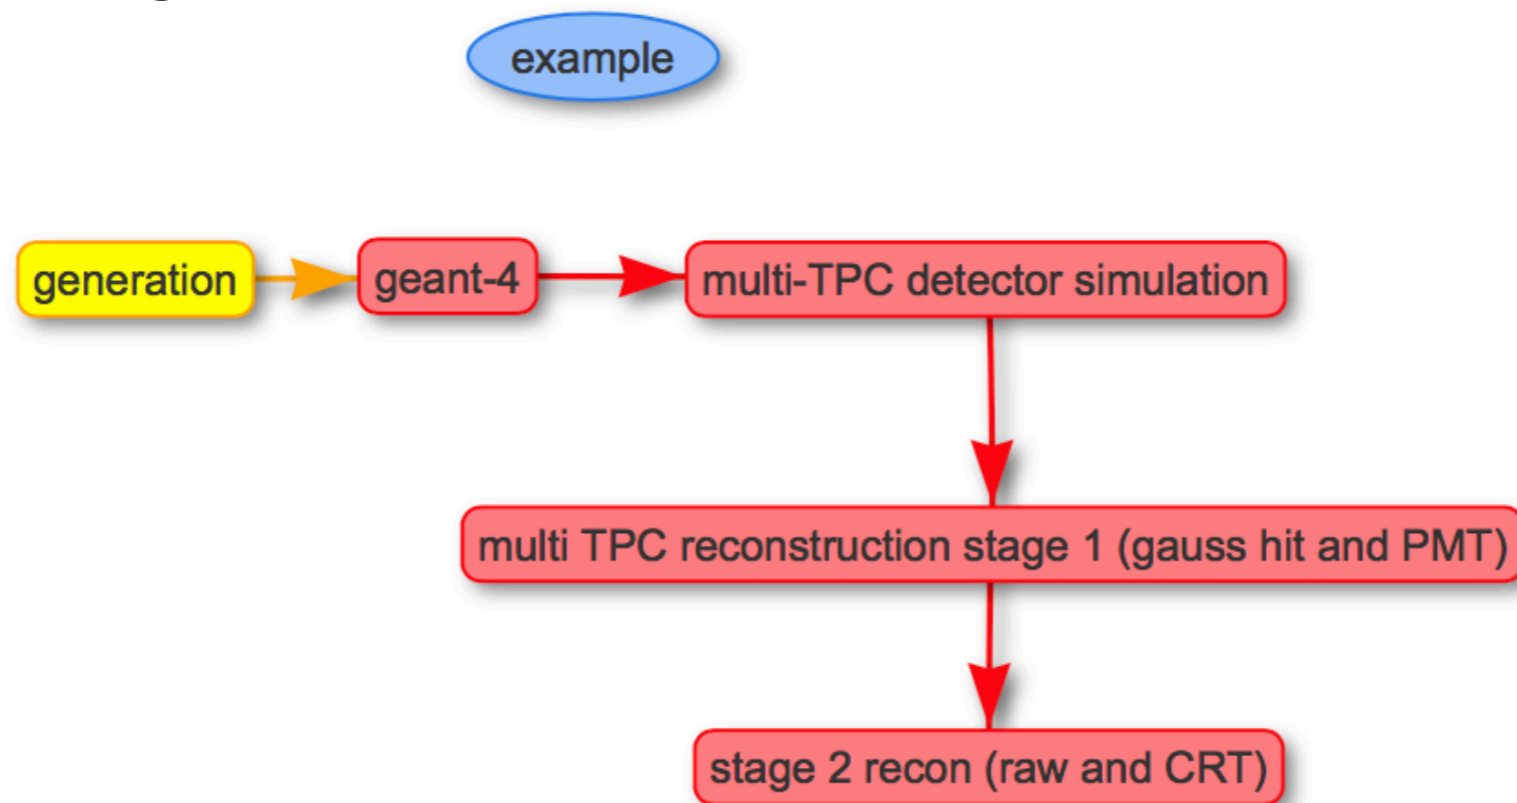 example
generation
geant-4
multi-TPC detector simulation
multi TPC reconstruction stage 1 (gauss hit and PMT)
stage 2 recon (raw and CRT)